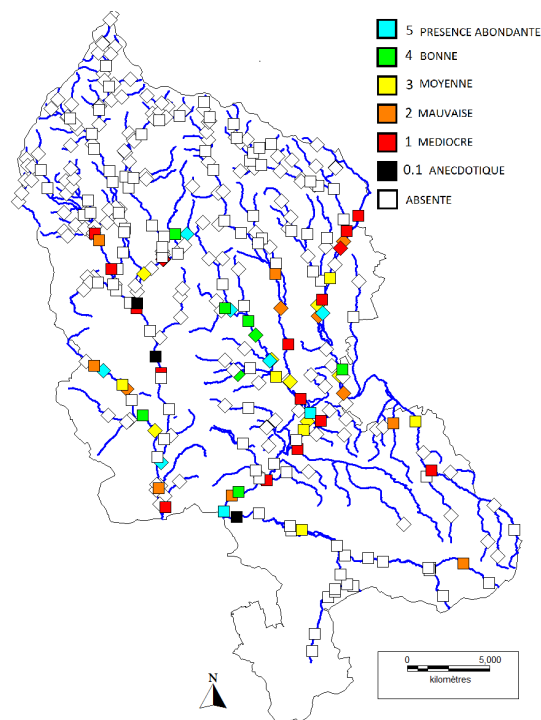 5 PRESENCE ABONDANTE
4 BONNE
3 MOYENNE
2 MAUVAISE
1 MEDIOCRE
0.1 ANECDOTIQUE
ABSENTE
N
0 5,000
kilomètres